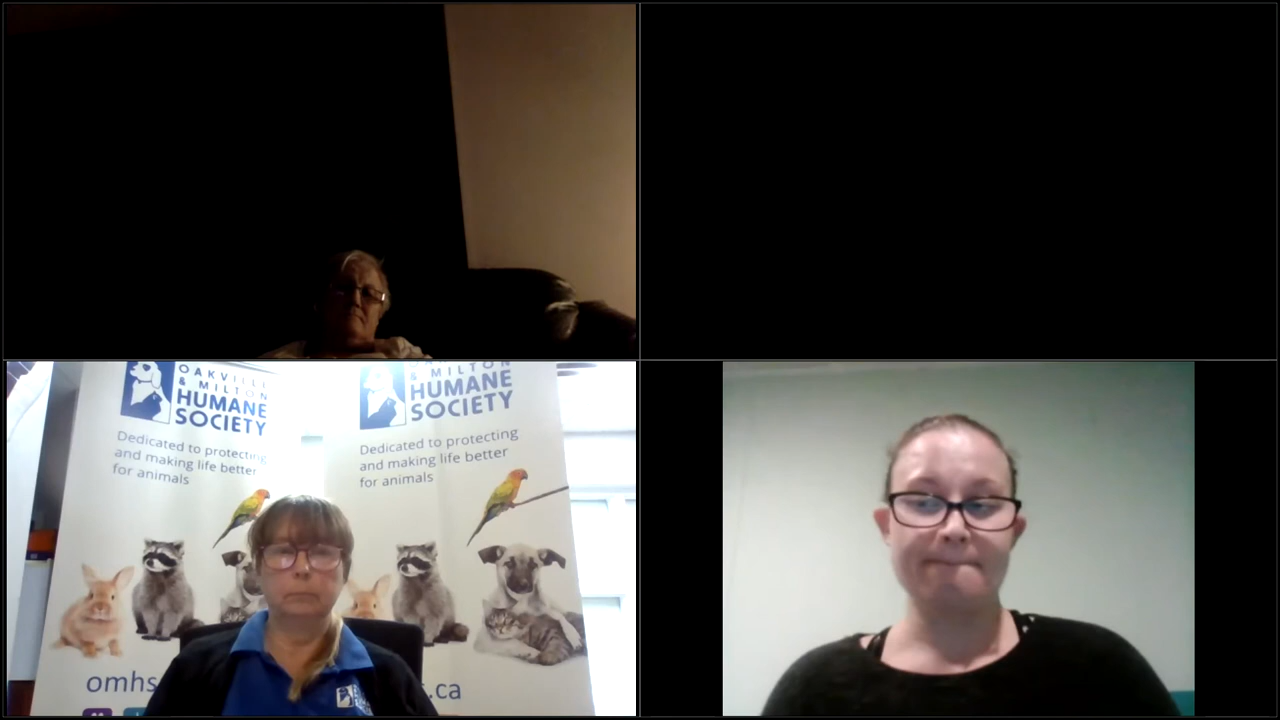 OAKVILLE
& MILTON
HUMANE
SOCIETY
Dedicated to protecting
and making life better
for animals
omhs
& MILTON
HUMANE
SOCIETY
Dedicated to protecting
and making life better
for animals
.ca